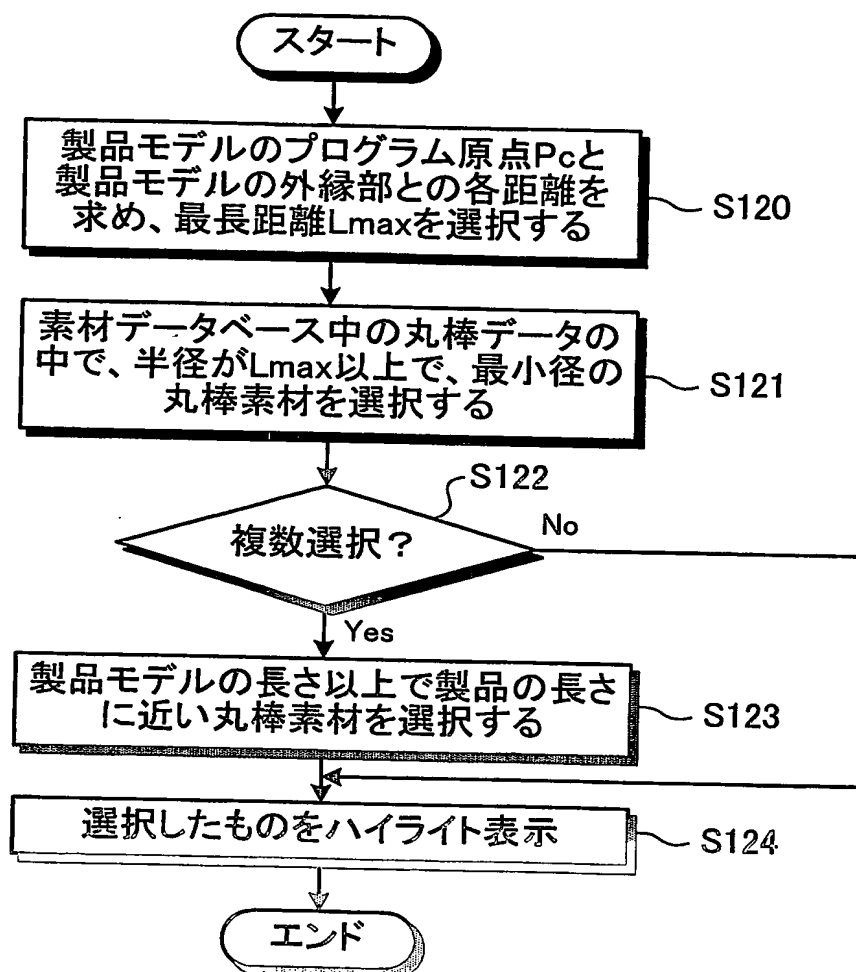 スタート
製品モデルのプログラム原点Pcと
製品モデルの外縁部との各距離を
求め、最長距離Lmaxを選択する
S120
素材データベース中の丸棒データの
中で、半径がLmax以上で、最小径の
丸棒素材を選択する
S121
S122
複数選択？
No
Yes
製品モデルの長さ以上で製品の長さ
に近い丸棒素材を選択する
S123
選択したものをハイライト表示
S124
エンド